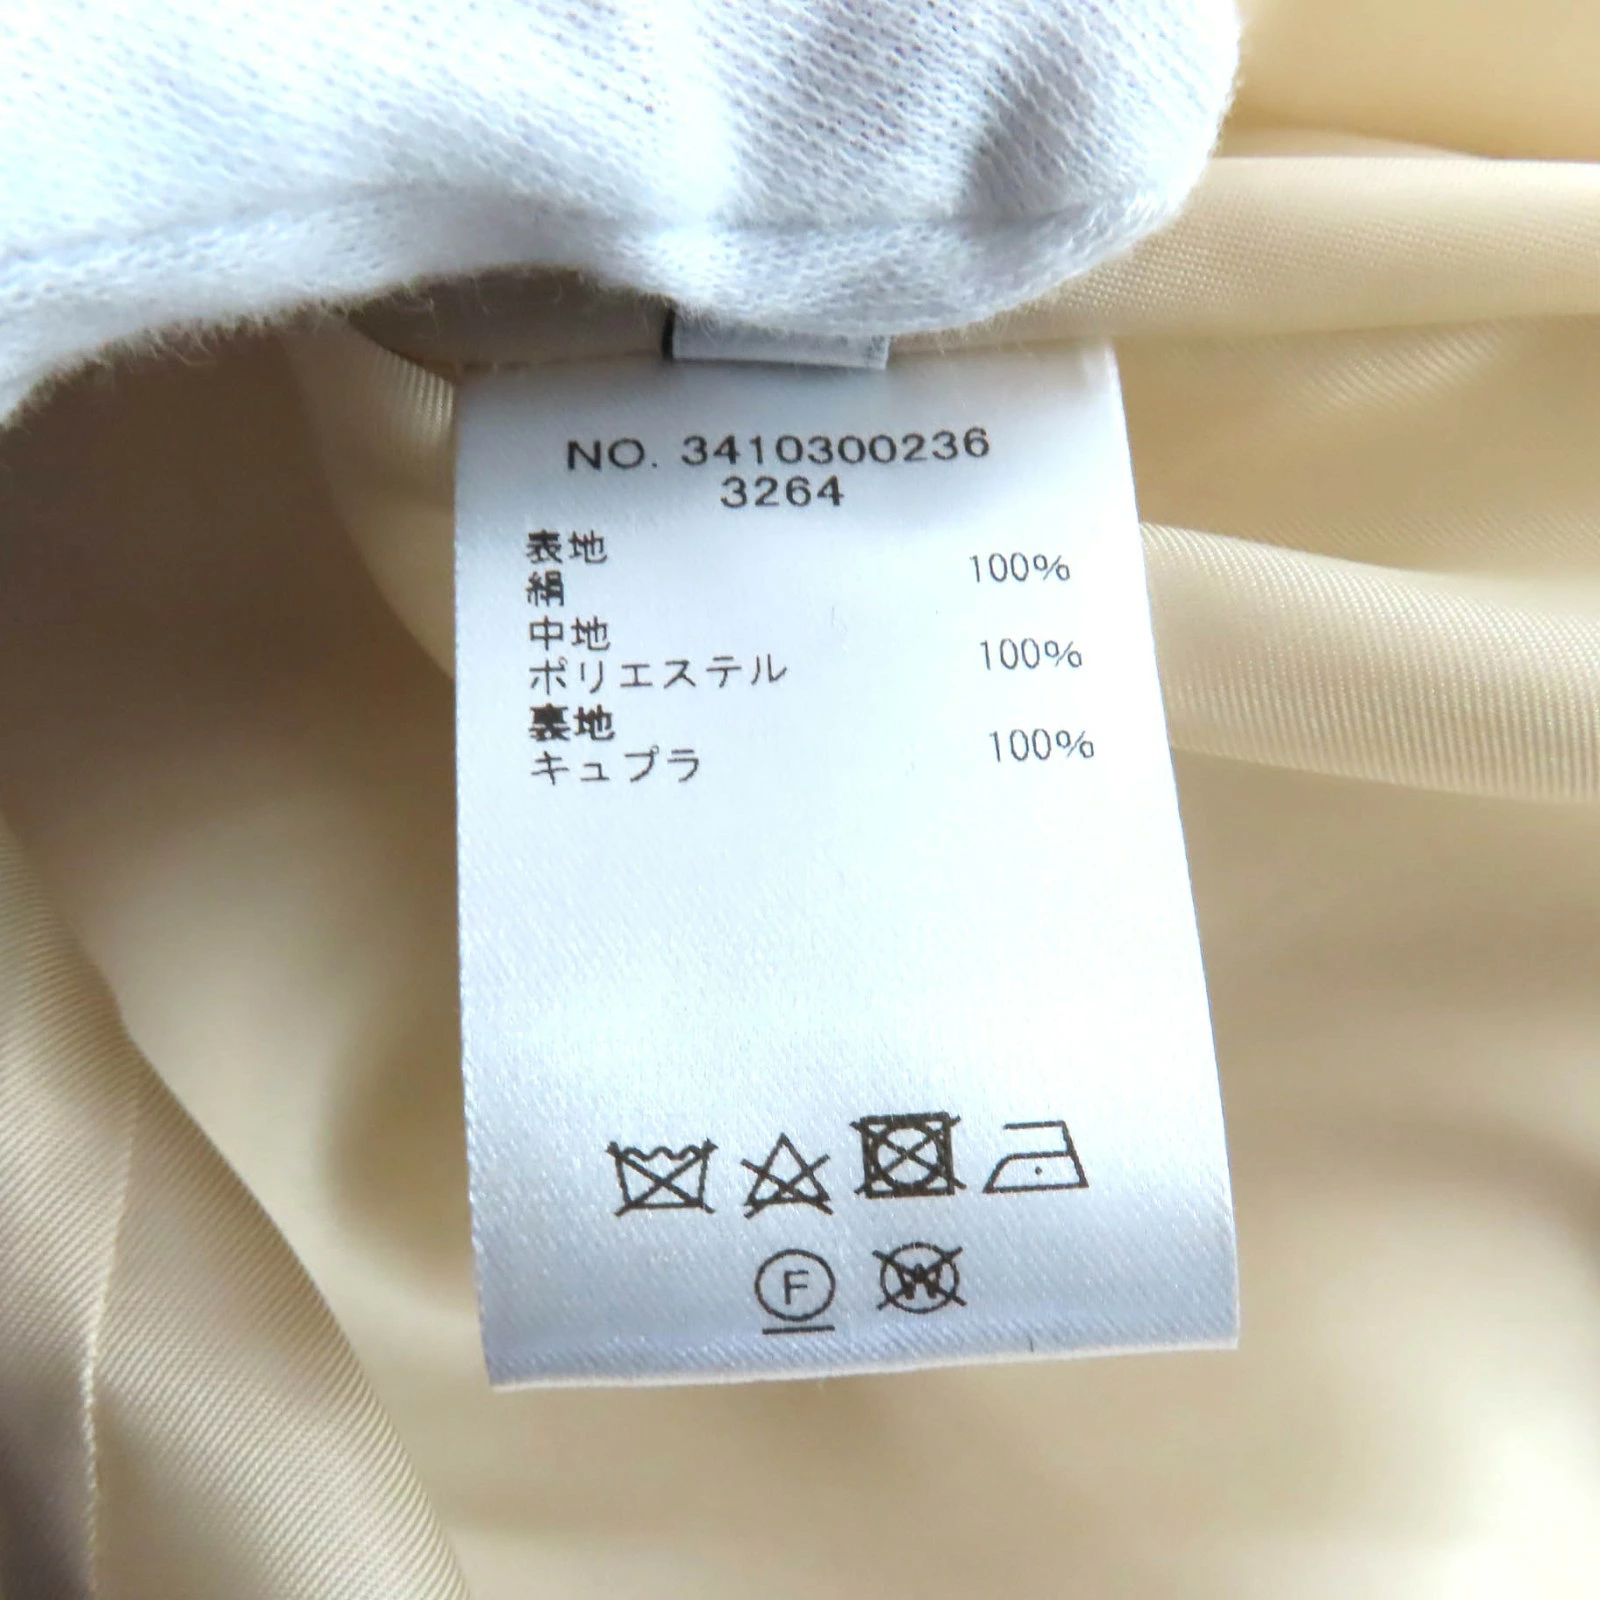 NO. 3410300236
3264
表地
絹 100%
中地
ポリエステル 100%
裏地
キュプラ 100%
F W